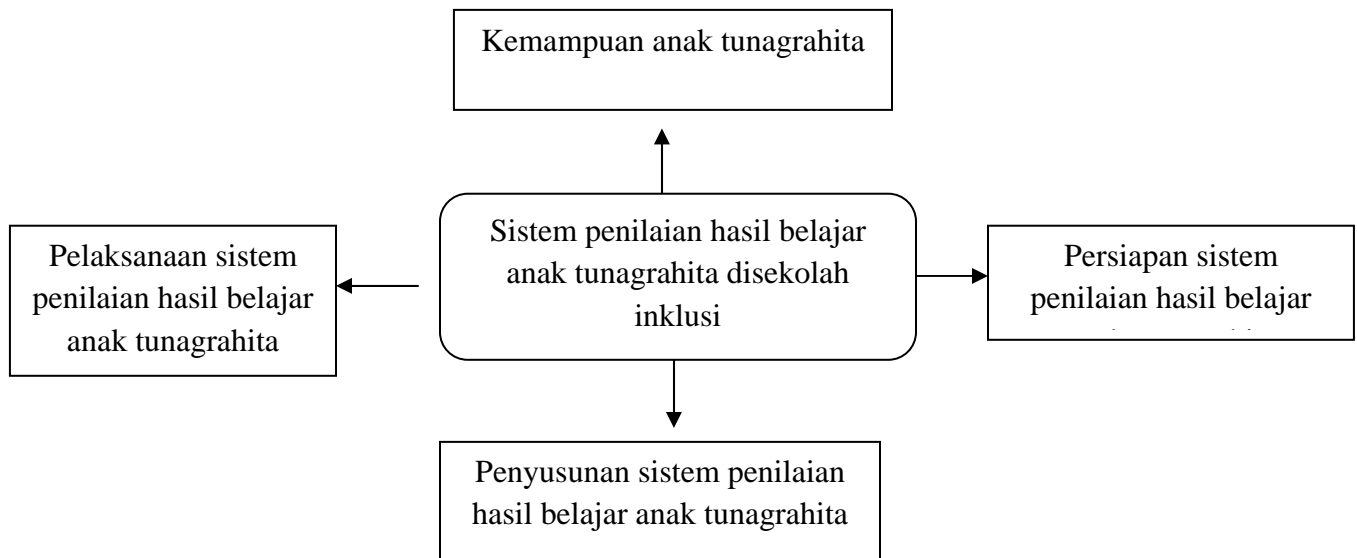 Kemampuan anak tunagrahita
Sistem penilaian hasil belajar
anak tunagrahita disekolah
inklusi
Pelaksanaan sistem
penilaian hasil belajar
anak tunagrahita
Persiapan sistem
penilaian hasil belajar
Penyusunan sistem penilaian
hasil belajar anak tunagrahita